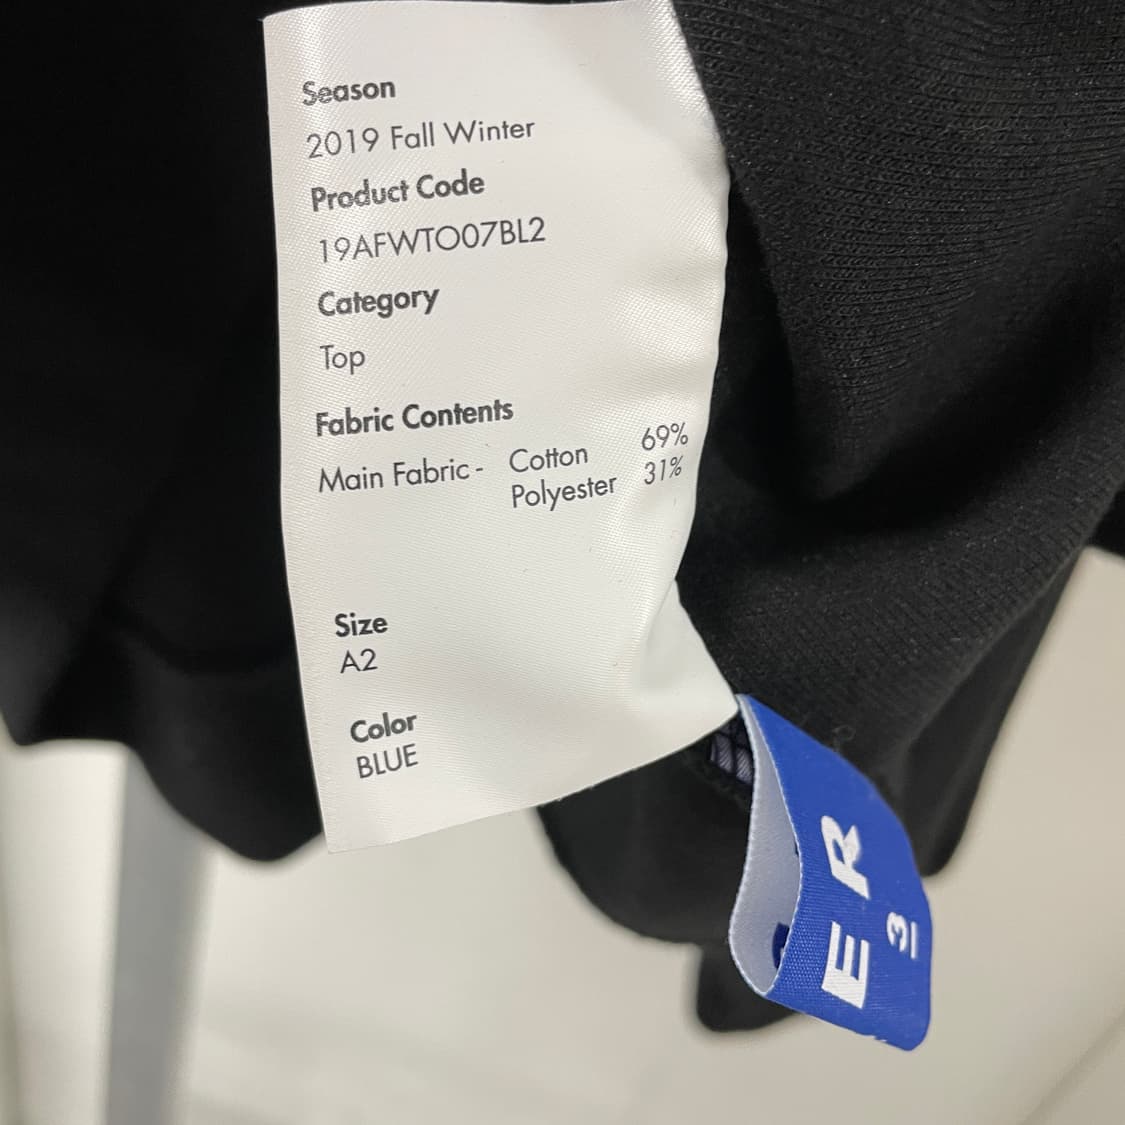 Season
2019 Fall Winter
Product Code
19AFWTO07BL2
Category
Top
Fabric Contents
Main Fabric - Cotton 69%
Polyester 31%
Size
A2
Color
BLUE
E R
3